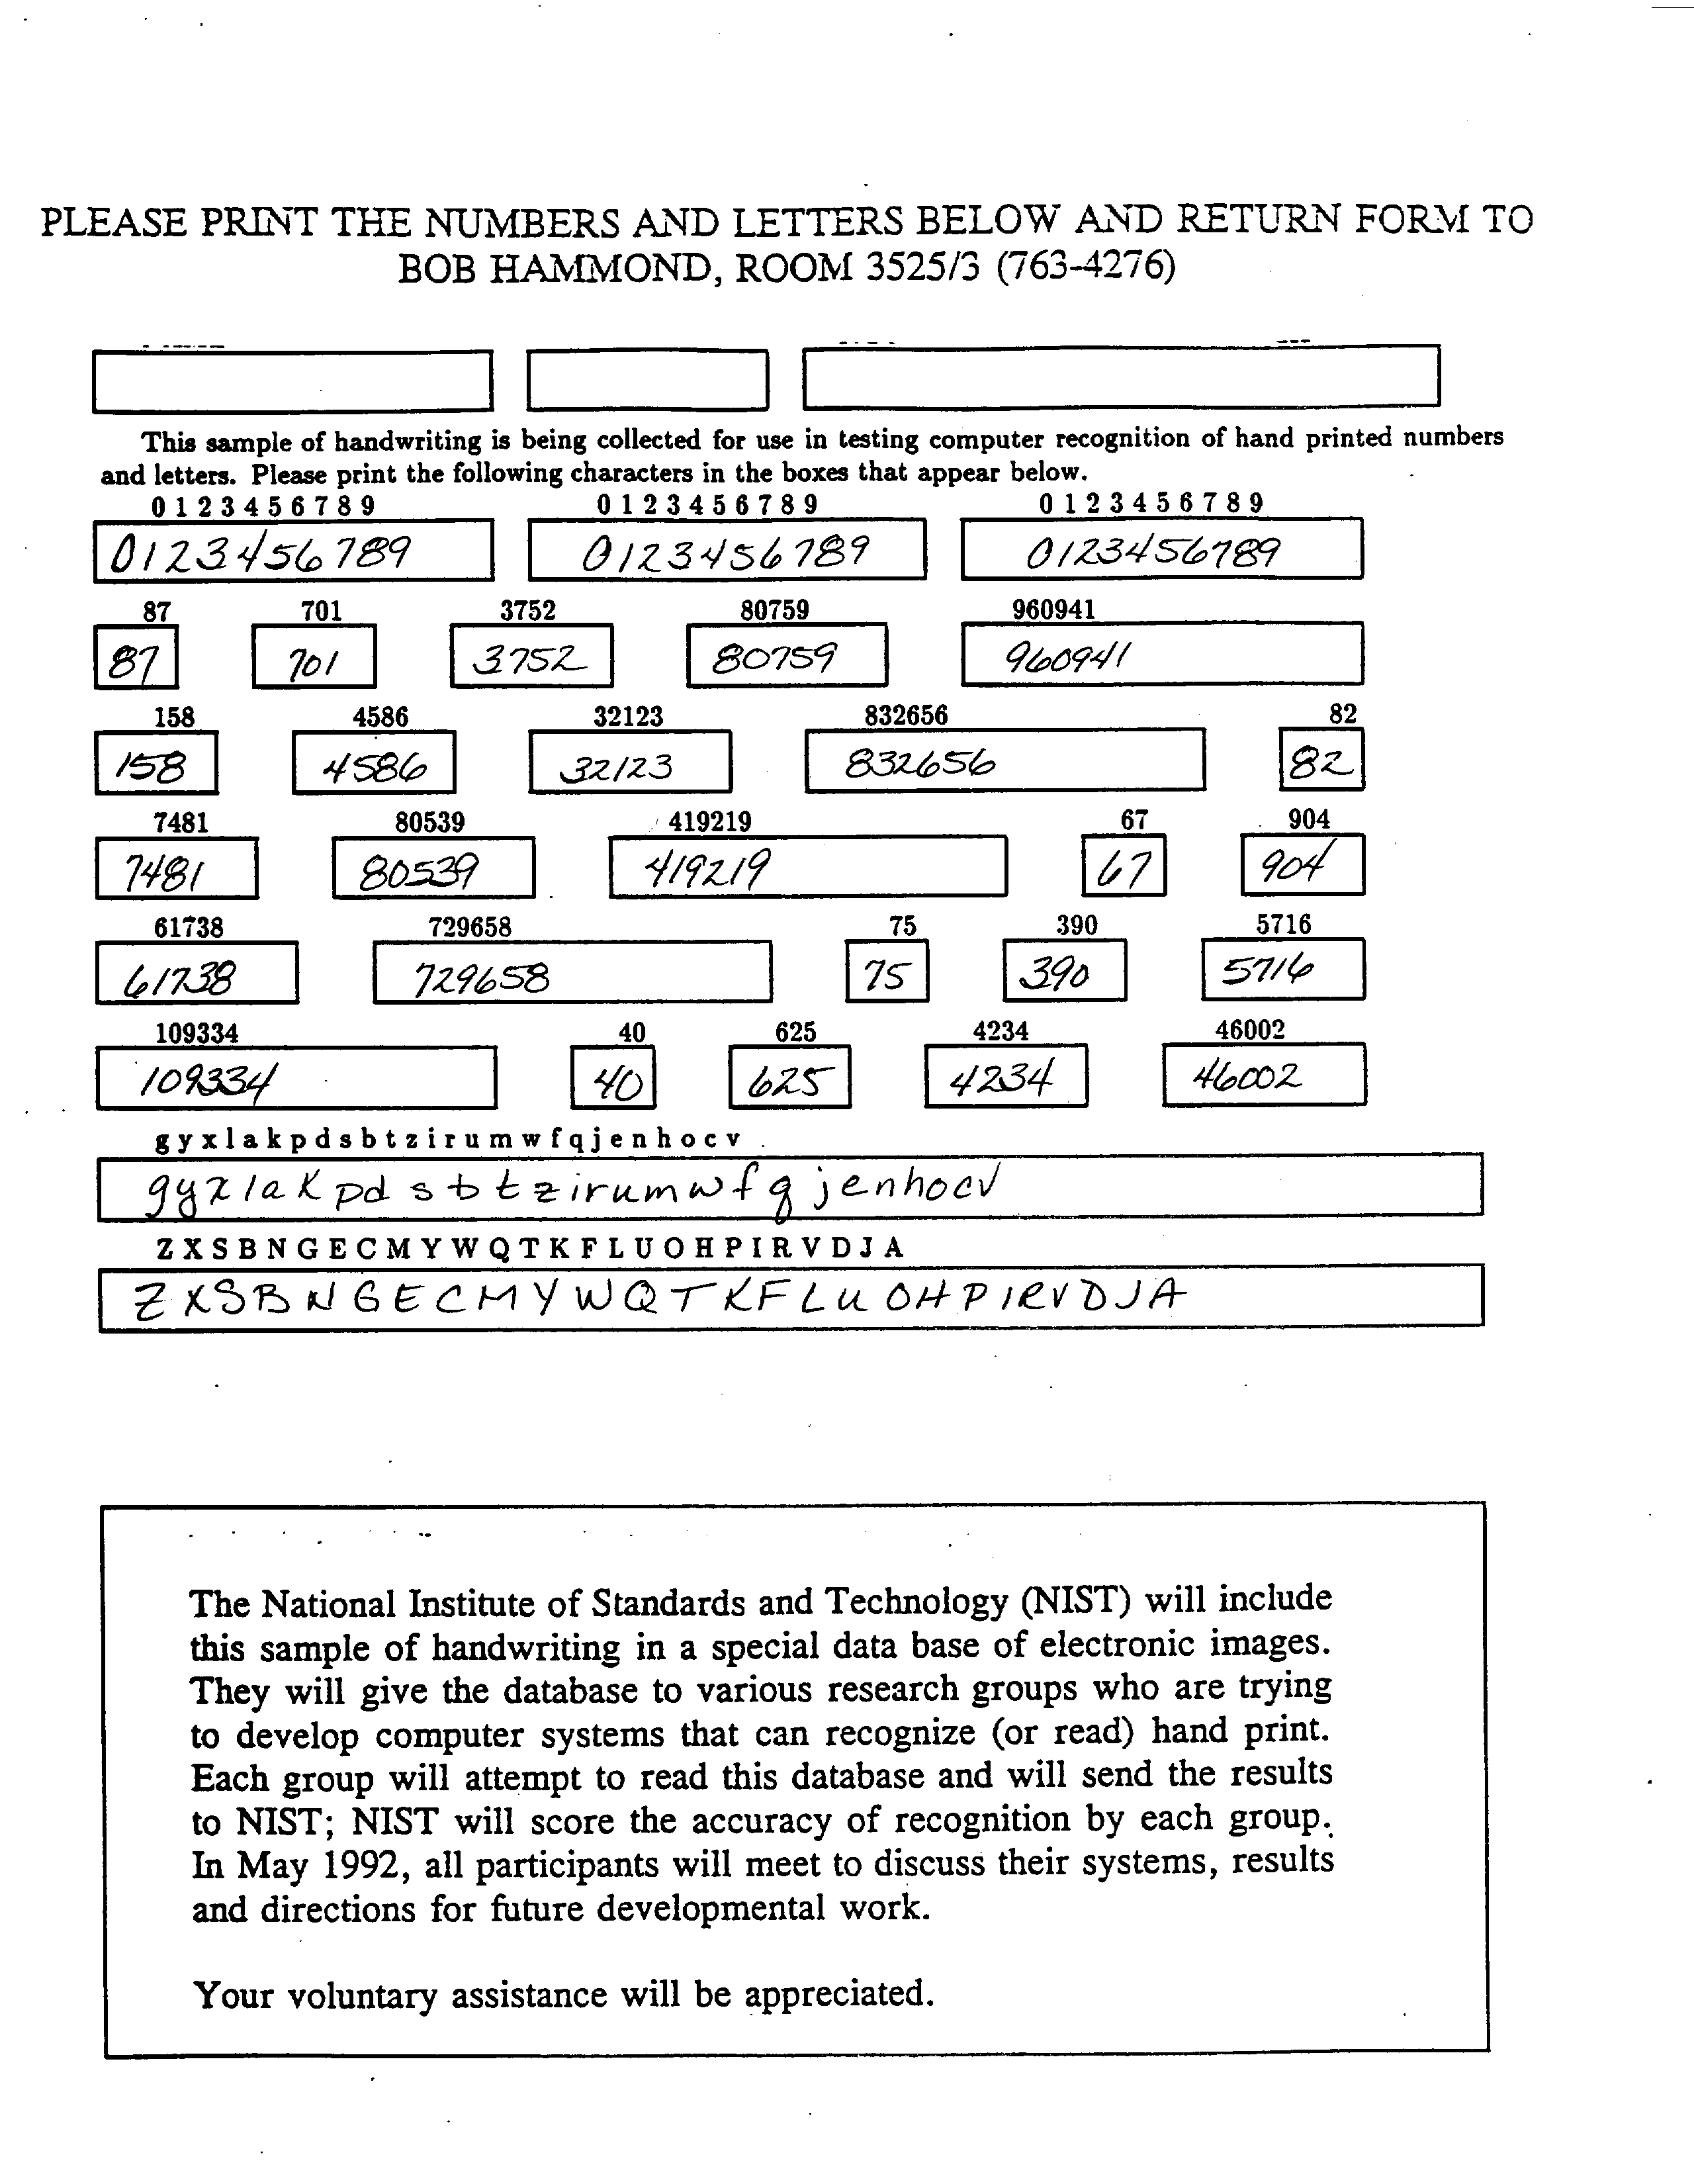 PLEASE PRINT THE NUMBERS AND LETTERS BELOW AND RETURN FORM TO
BOB HAMMOND, ROOM 3525/3 (763-4276)
This sample of handwriting is being collected for use in testing computer recognition of hand printed numbers
and letters. Please print the following characters in the boxes that appear below.
0 1 2 3 4 5 6 7 8 9 0 1 2 3 4 5 6 7 8 9 0 1 2 3 4 5 6 7 8 9
0123456789 0123456789 0123456789
87 701 3752 80759 960941
87 701 3752 80759 960941
158 4586 32123 832656 82
158 4586 32123 832656 82
7481 80539 419219 67 904
7481 80539 419219 67 904
61738 729658 75 390 5716
61738 729658 75 390 5716
109334 40 625 4234 46002
109334 40 625 4234 46002
g y x l a k p d s b t z i r u m w f q j e n h o c v
g y x l a k p d s b t z i r u m w f q j e n h o c v
Z X S B N G E C M Y W Q T K F L U O H P I R V D J A
Z X S B N G E C M Y W Q T K F L U O H P I R V D J A
The National Institute of Standards and Technology (NIST) will include
this sample of handwriting in a special data base of electronic images.
They will give the database to various research groups who are trying
to develop computer systems that can recognize (or read) hand print.
Each group will attempt to read this database and will send the results
to NIST; NIST will score the accuracy of recognition by each group.
In May 1992, all participants will meet to discuss their systems, results
and directions for future developmental work.
Your voluntary assistance will be appreciated.